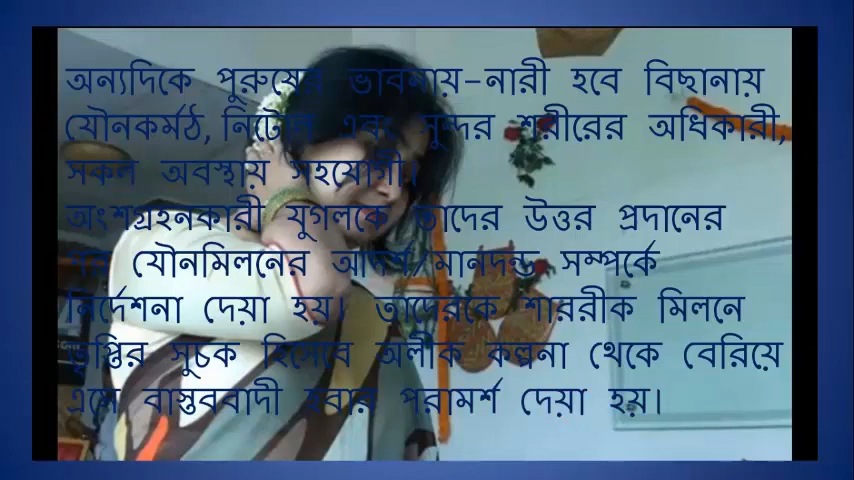 অন্যদিকে পুরুষের ভাবনায়-নারী হবে বিছানায়
যৌনকর্মঠ, নিটোল এবং সুন্দর শরীরের অধিকারী,
সকল অবস্থায় সহযোগী।
অংশগ্রহনকারী যুগলকে তাদের উত্তর প্রদানের
পর যৌনমিলনের আদর্শ/মানদন্ড সম্পর্কে
নির্দেশনা দেয়া হয়। তাদেরকে শাররীক মিলনে
তৃপ্তির সুচক হিসেবে অলীক কল্পনা থেকে বেরিয়ে
এসে বাস্তববাদী হবার পরামর্শ দেয়া হয়।